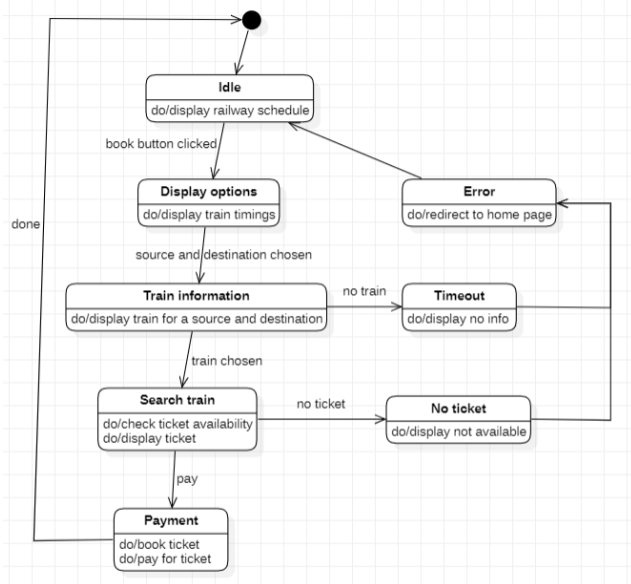 Idle
do/display railway schedule
book button clicked
Display options
do/display train timings
Error
do/redirect to home page
done
source and destination chosen
Train information
do/display train for a source and destination
no train
Timeout
do/display no info
train chosen
Search train
do/check ticket availability
do/display ticket
no ticket
No ticket
do/display not available
pay
Payment
do/book ticket
do/pay for ticket